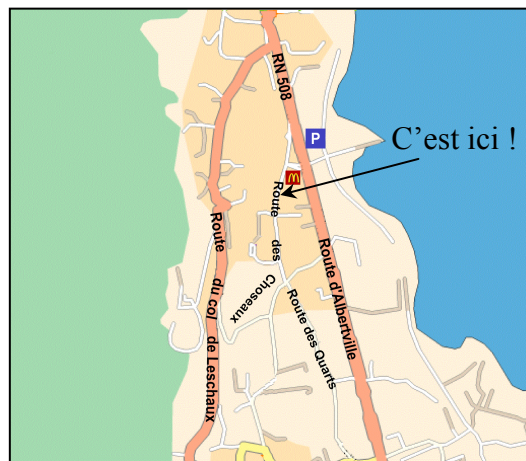 RN 508
P
C'est ici !
M
Route des Choseaux
Route d'Albertville
Route du col de Leschaux
Route des Quarts